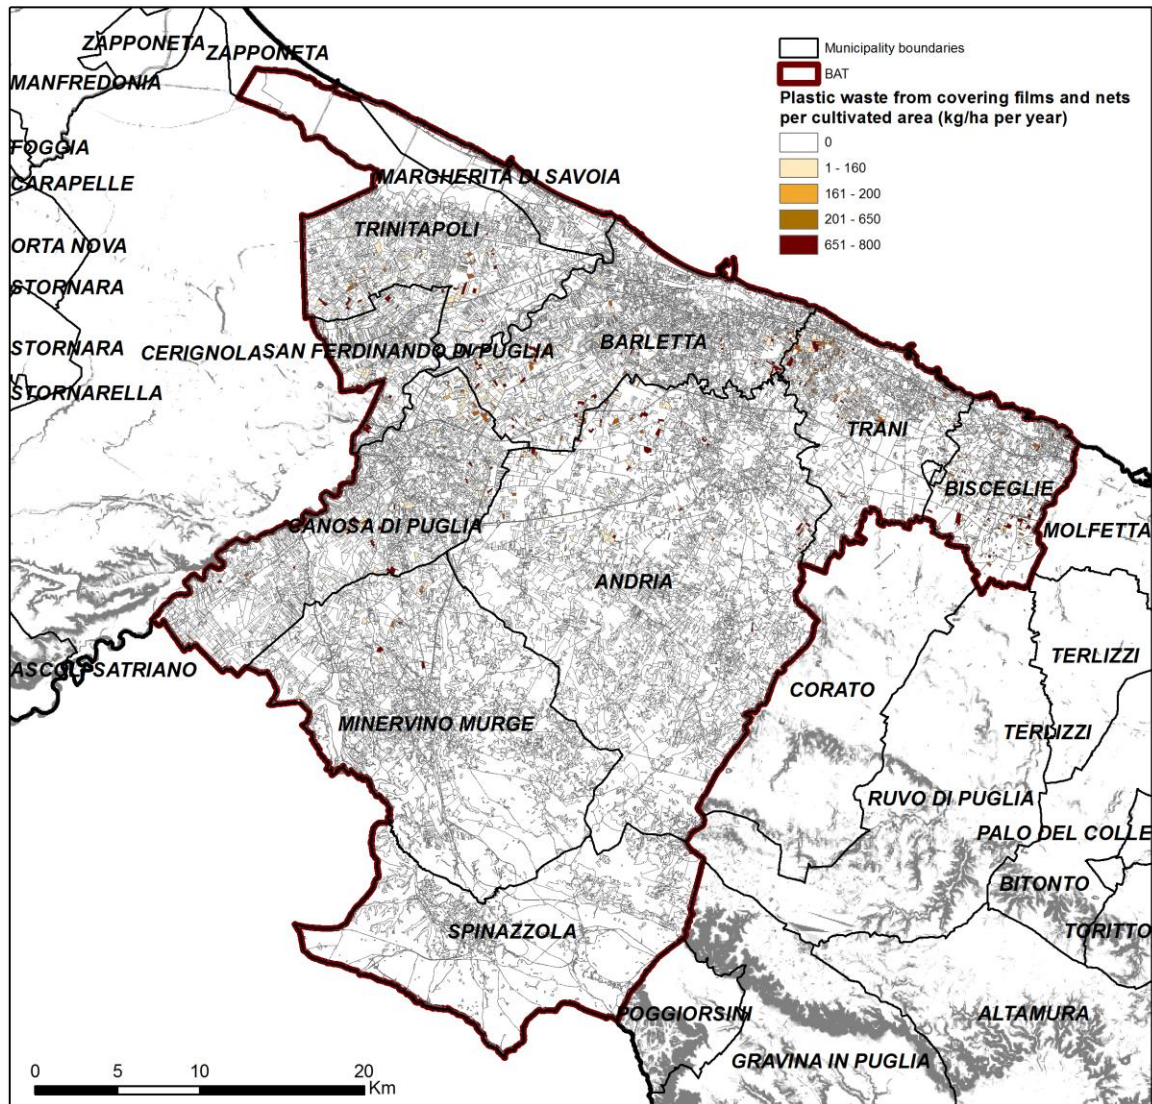 ZAPPONETA
ZAPPONETA
MANFREDONIA
FOGGIA
CARAPELLE
ORTA NOVA
STORNARA
STORNARA
STORNARELLA
CERIGNOLA
Municipality boundaries
BAT
Plastic waste from covering films and nets
per cultivated area (kg/ha per year)
0
1 - 160
161 - 200
201 - 650
651 - 800
MARGHERITA DI SAVOIA
TRINITAPOLI
SAN FERDINANDO DI PUGLIA
BARLETTA
TRANI
BISCEGLIE
MOLFETTA
CANOSA DI PUGLIA
ANDRIA
ASCOLI SATRIANO
CORATO
TERLIZZI
MINERVINO MURGE
TERLIZZI
RUVO DI PUGLIA
PALO DEL COLLE
BITONTO
SPINAZZOLA
TORITTO
POGGIORSINI
ALTAMURA
GRAVINA IN PUGLIA
0 5 10 20
Km